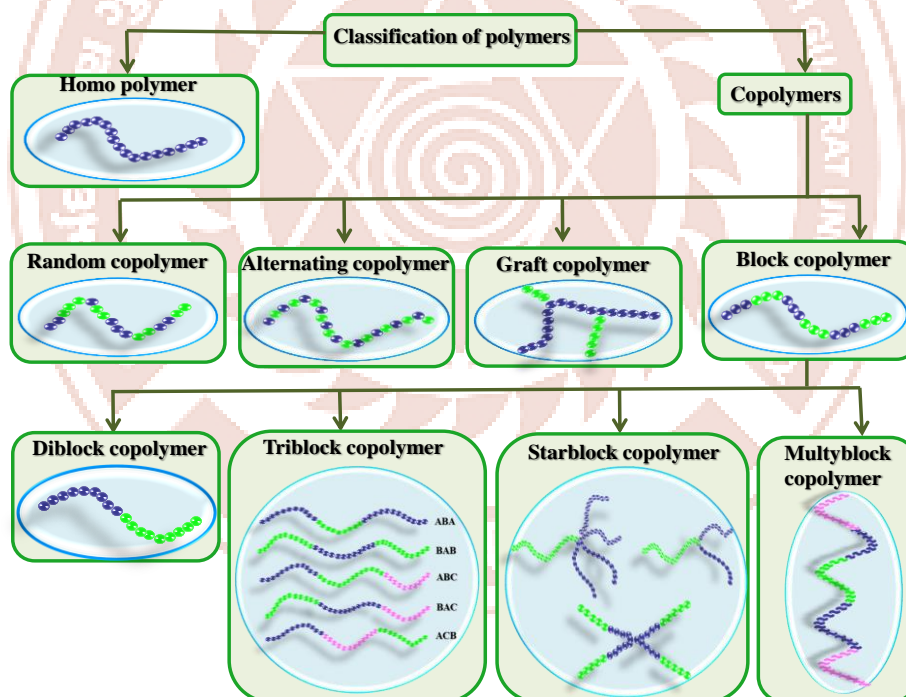 Classification of polymers
Homo polymer
Copolymers
Random copolymer
Alternating copolymer
Graft copolymer
Block copolymer
Diblock copolymer
Triblock copolymer
ABA
BAB
ABC
BAC
ACB
Starblock copolymer
Multyblock
copolymer